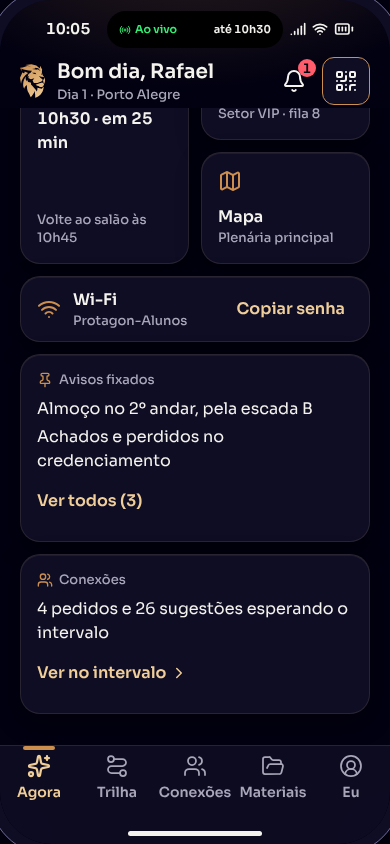 10:05
Ao vivo
até 10h30
Bom dia, Rafael
Dia 1 · Porto Alegre
1
10h30 · em 25
min
Volte ao salão às
10h45
Setor VIP · fila 8
Mapa
Plenária principal
Wi-Fi
Protagon-Alunos
Copiar senha
Avisos fixados
Almoço no 2º andar, pela escada B
Achados e perdidos no
credenciamento
Ver todos (3)
Conexões
4 pedidos e 26 sugestões esperando o
intervalo
Ver no intervalo
Agora
Trilha
Conexões
Materiais
Eu